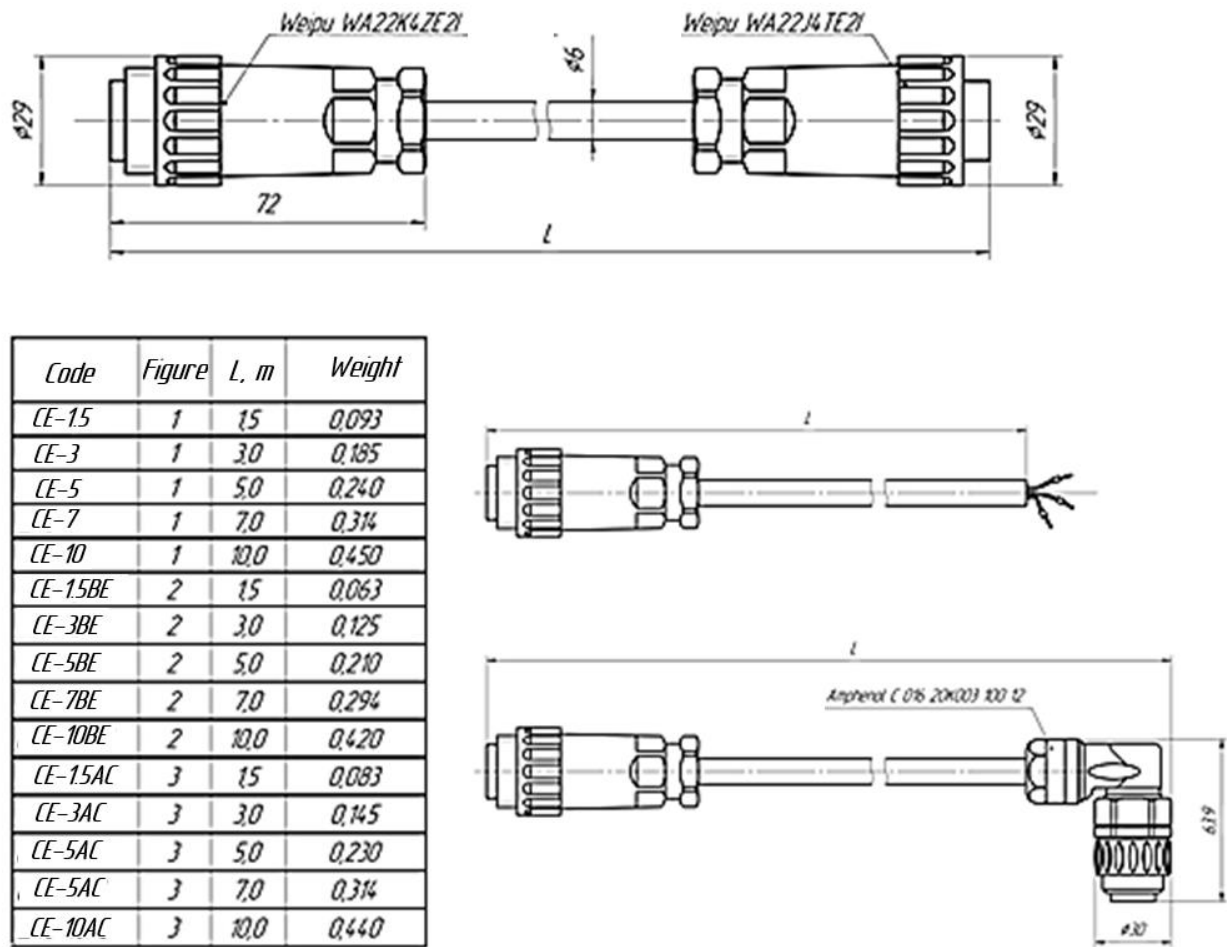 Weipu WA22K4ZE21
Weipu WA22J4TE21
ø6
ø29
ø29
72
L
Code Figure L, m Weight
CE-1.5 1 1,5 0,093
CE-3 1 3,0 0,185
CE-5 1 5,0 0,240
CE-7 1 7,0 0,314
CE-10 1 10,0 0,450
CE-1.5BE 2 1,5 0,063
CE-3BE 2 3,0 0,125
CE-5BE 2 5,0 0,210
CE-7BE 2 7,0 0,294
CE-10BE 2 10,0 0,420
CE-1.5AC 3 1,5 0,083
CE-3AC 3 3,0 0,145
CE-5AC 3 5,0 0,230
CE-5AC 3 7,0 0,314
CE-10AC 3 10,0 0,440
L
L
Amphenol C 016 20K003 100 12
63,9
ø30